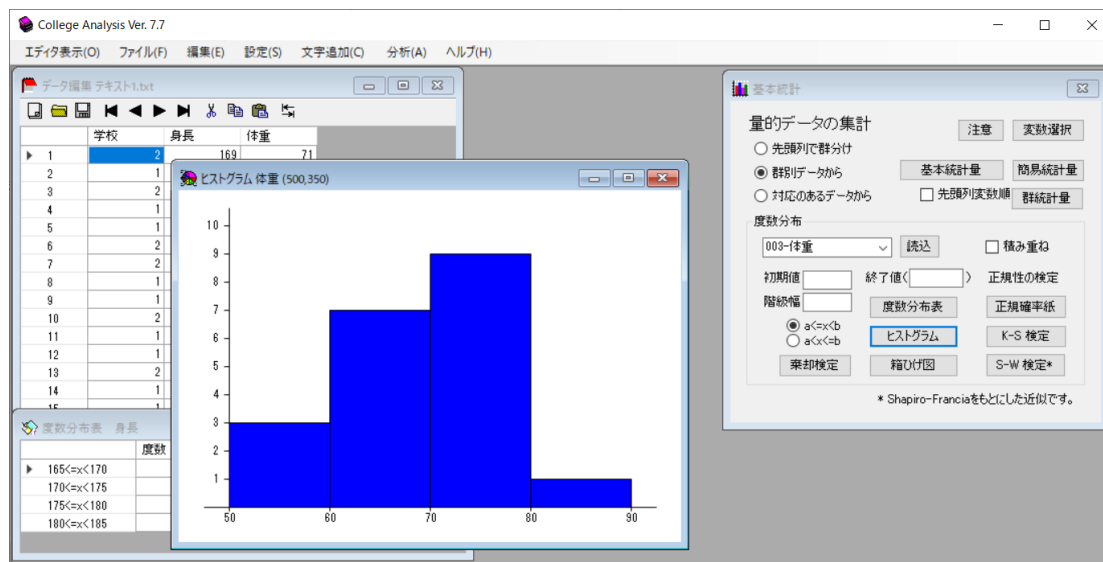 College Analysis Ver. 7.7
エディタ表示(O) ファイル(F) 編集(E) 設定(S) 文字追加(C) 分析(A) ヘルプ(H)
データ編集 テキスト1.txt
学校 身長 体重
1 2 169 71
2 1
3 2
4 1
5 1
6 2
7 2
8 1
9 1
10 2
11 1
12 1
13 2
14 1
15 1
度数分布表 身長
度数
165<=x<170
170<=x<175
175<=x<180
180<=x<185
ヒストグラム 体重 (500,350)
10
9
8
7
6
5
4
3
2
1
50 60 70 80 90
基本統計
量的データの集計
注意 変数選択
先頭列で群分け
群別データから
基本統計量 簡易統計量
対応のあるデータから
先頭列変数順 群統計量
度数分布
003-体重 読込 積み重ね
初期値 終了値( ) 正規性の検定
階級幅 度数分布表 正規確率紙
a<=x<b
a<x<=b
ヒストグラム K-S 検定
棄却検定 箱ひげ図 S-W 検定*
* Shapiro-Franciaをもとにした近似です。